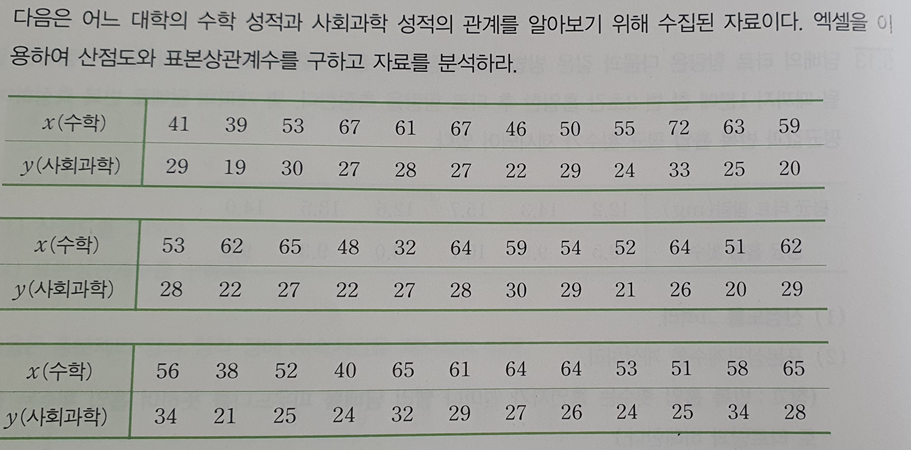 다음은 어느 대학의 수학 성적과 사회과학 성적의 관계를 알아보기 위해 수집된 자료이다. 엑셀을 이
용하여 산점도와 표본상관계수를 구하고 자료를 분석하라.
x(수학) 41 39 53 67 61 67 46 50 55 72 63 59
y(사회과학) 29 19 30 27 28 27 22 29 24 33 25 20
x(수학) 53 62 65 48 32 64 59 54 52 64 51 62
y(사회과학) 28 22 27 22 27 28 30 29 21 26 20 29
x(수학) 56 38 52 40 65 61 64 64 53 51 58 65
y(사회과학) 34 21 25 24 32 29 27 26 24 25 34 28